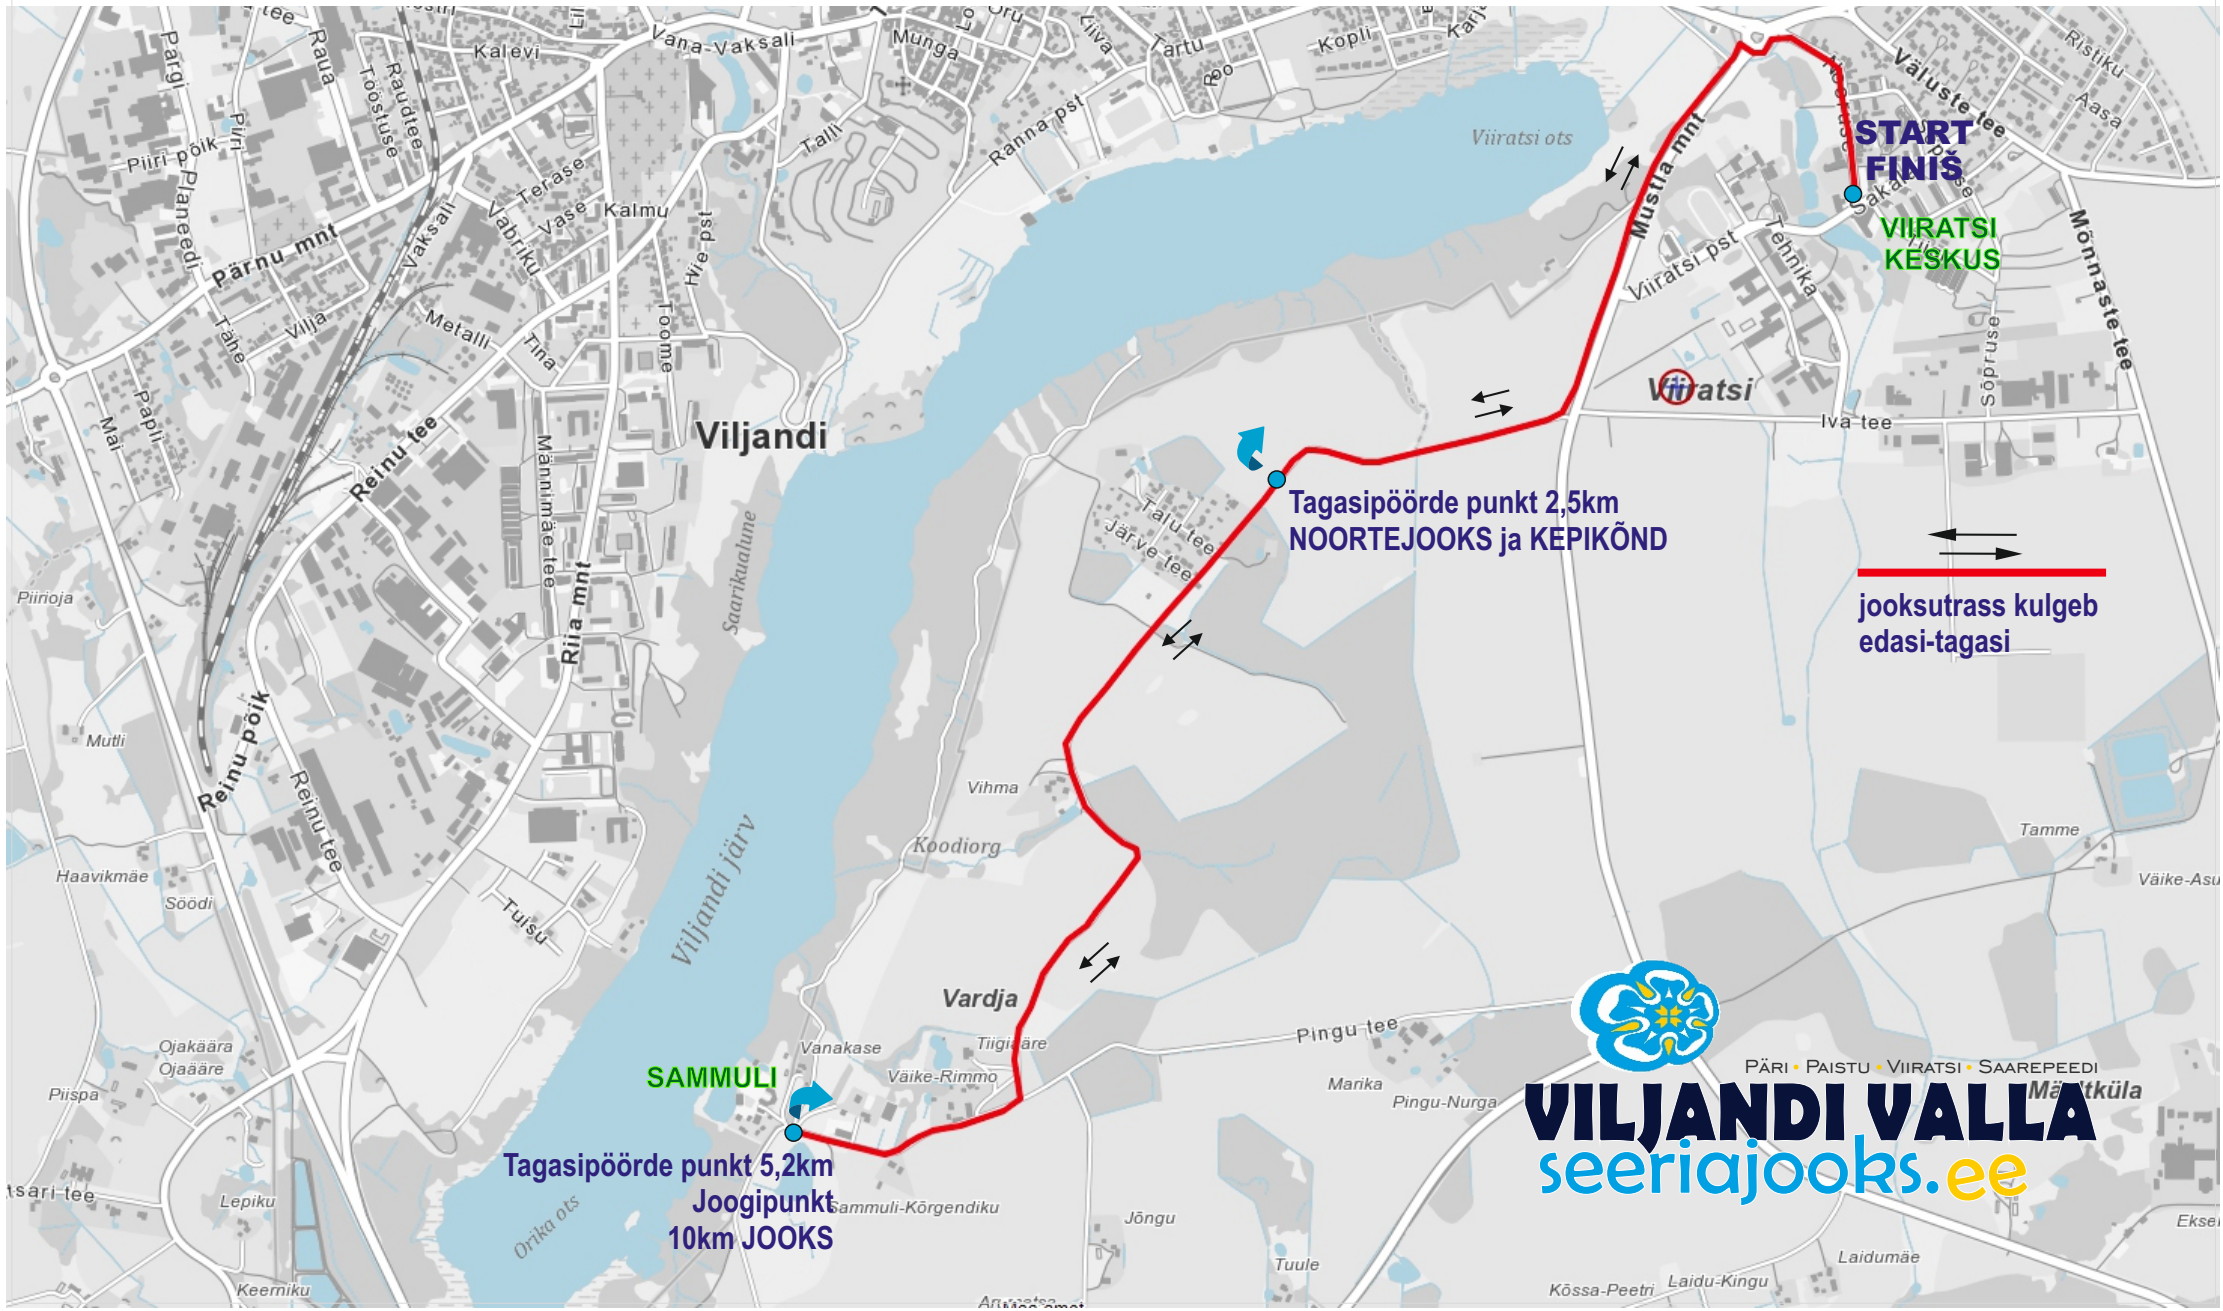 Pargi
Raua
Tööstuse
Raudtee
Kalevi
Vana-Vaksali
Munga
Oru
Liiva
Tartu
Roo
Kopli
Ristiku
Aasa
Väluste tee
Piiri põik
Piiri
Planeedi
Terase
Vase
Vabriku
Kalmu
Talli
Ranna pst
Viiratsi ots
Mustla mnt
START
FINIŠ
VIIRATSI
KESKUS
Pärnu mnt
Vaksali
Toome
Viiratsi pst
Tehnika
Mõnnaste tee
Tähe
Vilja
Metalli
Tina
Sõpruse
Viiratsi
Iva tee
Mai
Papli
Reinu tee
Männimäe tee
Viljandi
Saarikualune
Talu tee
Järve tee
Tagasipöörde punkt 2,5km
NOORTEJOOKS ja KEPIKÕND
jooksutrass kulgeb
edasi-tagasi
Piirioja
Riia mnt
Mutli
Reinu põik
Reinu tee
Vihma
Koodiorg
Viljandi järv
Tamme
Haavikmäe
Söödi
Tuisu
Väike-Asu
Vardja
Pingu tee
Ojakäära
Ojaääre
Vanakase
Tiigiääre
Väike-Rimmo
SAMMULI
Piispa
Marika
Pingu-Nurga
PÄRI • PAISTU • VIIRATSI • SAAREPEEDI
VILJANDI VALLA
seeriajooks.ee
Tagasipöörde punkt 5,2km
Joogipunkt
10km JOOKS
Sammuli-Kõrgendiku
Lepiku
Orika ots
Jõngu
Tuule
Keerniku
Laidumäe
Kõssa-Peetri
Laidu-Kingu